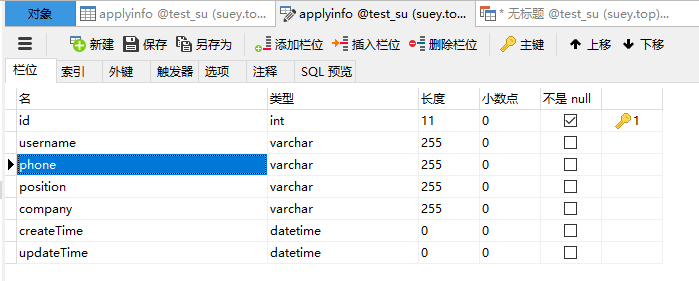 对象 applyinfo @test_su (suey.to... applyinfo @test_su (suey.to... * 无标题 @test_su (suey.top)...
新建 保存 另存为 添加栏位 插入栏位 删除栏位 主键 上移 下移
栏位 索引 外键 触发器 选项 注释 SQL 预览
名 类型 长度 小数点 不是 null
id int 11 0 1
username varchar 255 0
phone varchar 255 0
position varchar 255 0
company varchar 255 0
createTime datetime 0 0
updateTime datetime 0 0